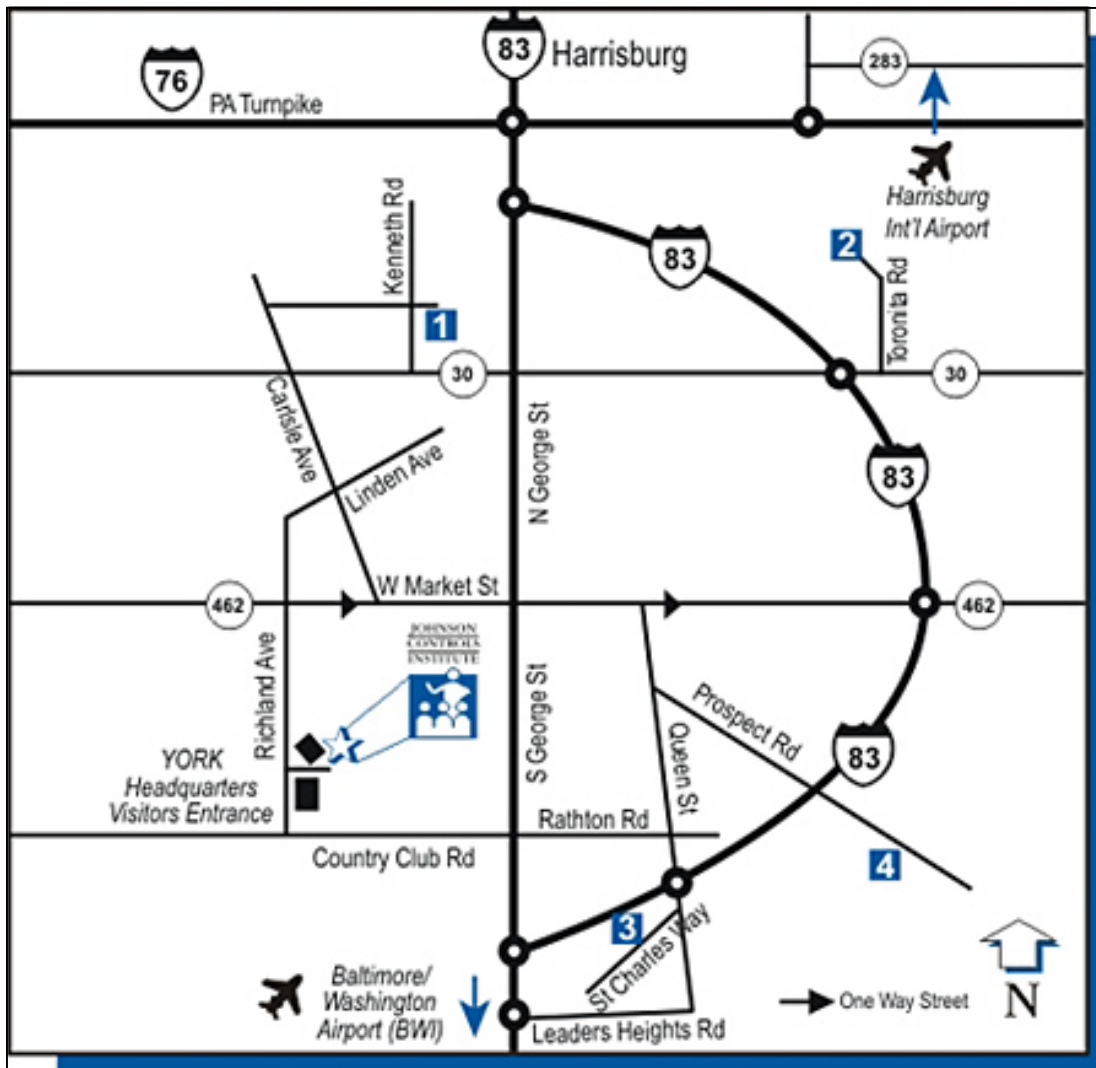 83
Harrisburg
283
76
PA Turnpike
Harrisburg
Int'l Airport
Kenneth Rd
83
2
Toronita Rd
1
30
30
Carlisle Ave
Linden Ave
N George St
83
W Market St
462
462
JOHNSON
CONTROLS
INSTITUTE
Richland Ave
S George St
Queen St
Prospect Rd
83
YORK
Headquarters
Visitors Entrance
Rathton Rd
Country Club Rd
4
3
St Charles Way
Baltimore/
Washington
Airport (BWI)
Leaders Heights Rd
One Way Street
N